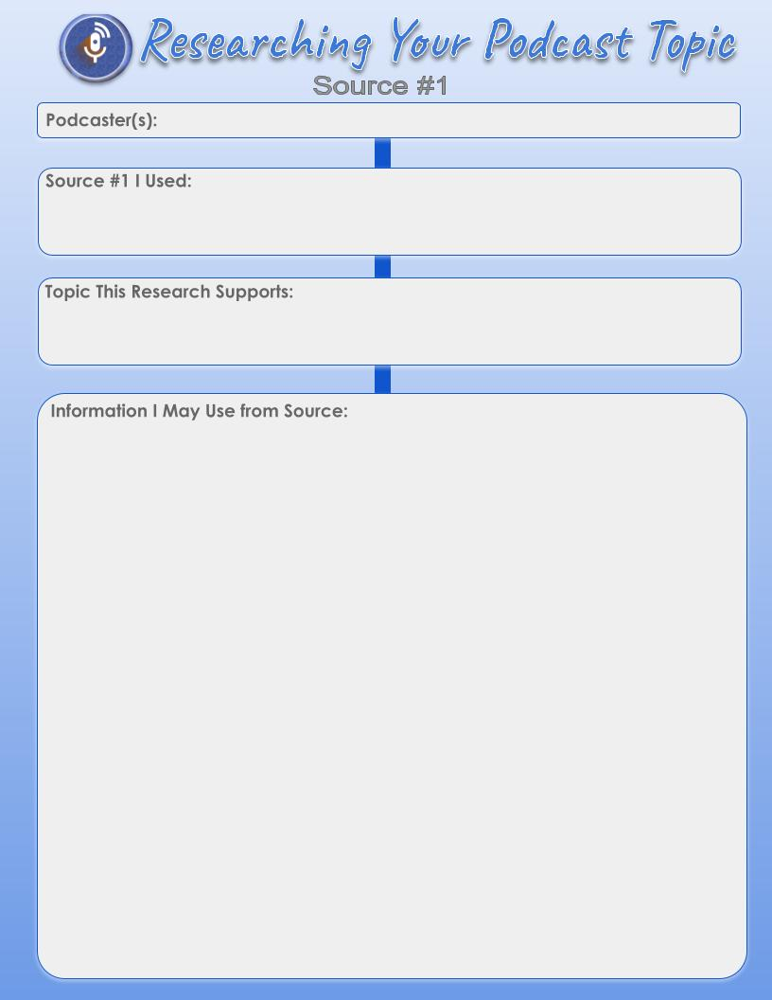 Researching Your Podcast Topic
Source #1
Podcaster(s):
Source #1 I Used:
Topic This Research Supports:
Information I May Use from Source: